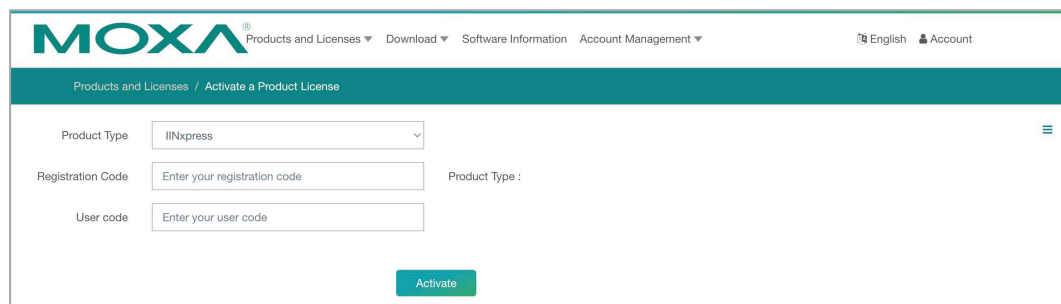 MOXA®
Products and Licenses ▼ Download ▼ Software Information Account Management ▼ English Account
Products and Licenses / Activate a Product License
Product Type IINxpress
Registration Code Enter your registration code Product Type :
User code Enter your user code
Activate